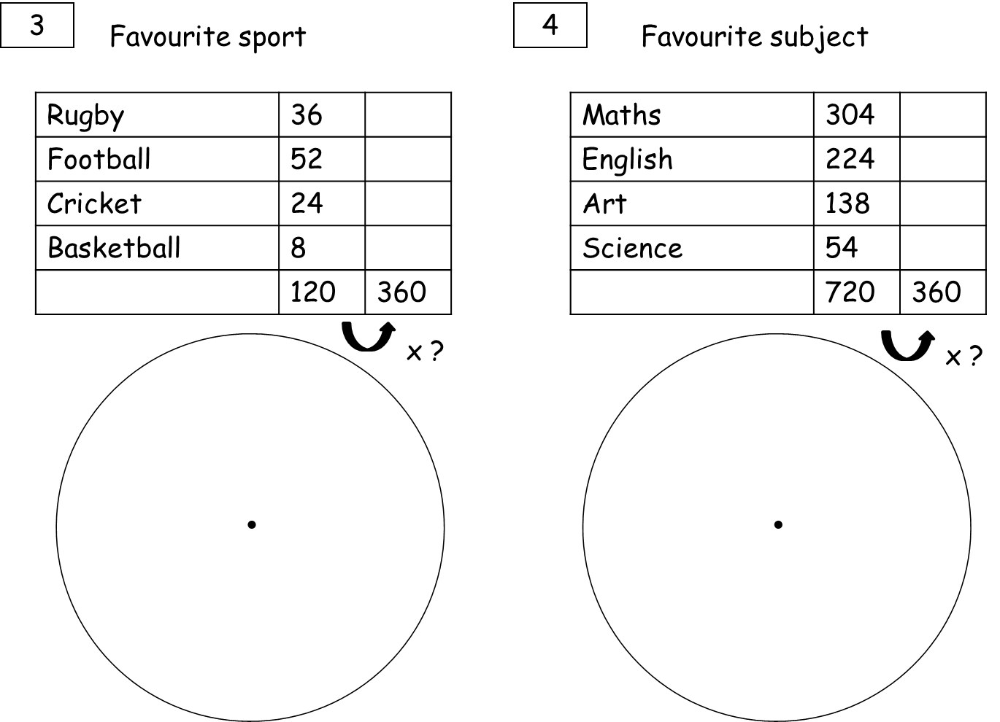 3
Favourite sport
Rugby 36
Football 52
Cricket 24
Basketball 8
120 360
x ?
4
Favourite subject
Maths 304
English 224
Art 138
Science 54
720 360
x ?